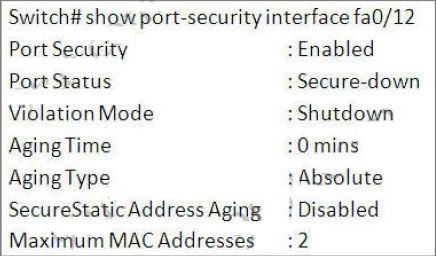 Switch# show port-security interface fa0/12
Port Security : Enabled
Port Status : Secure-down
Violation Mode : Shutdown
Aging Time : 0 mins
Aging Type : Absolute
SecureStatic Address Aging : Disabled
Maximum MAC Addresses : 2